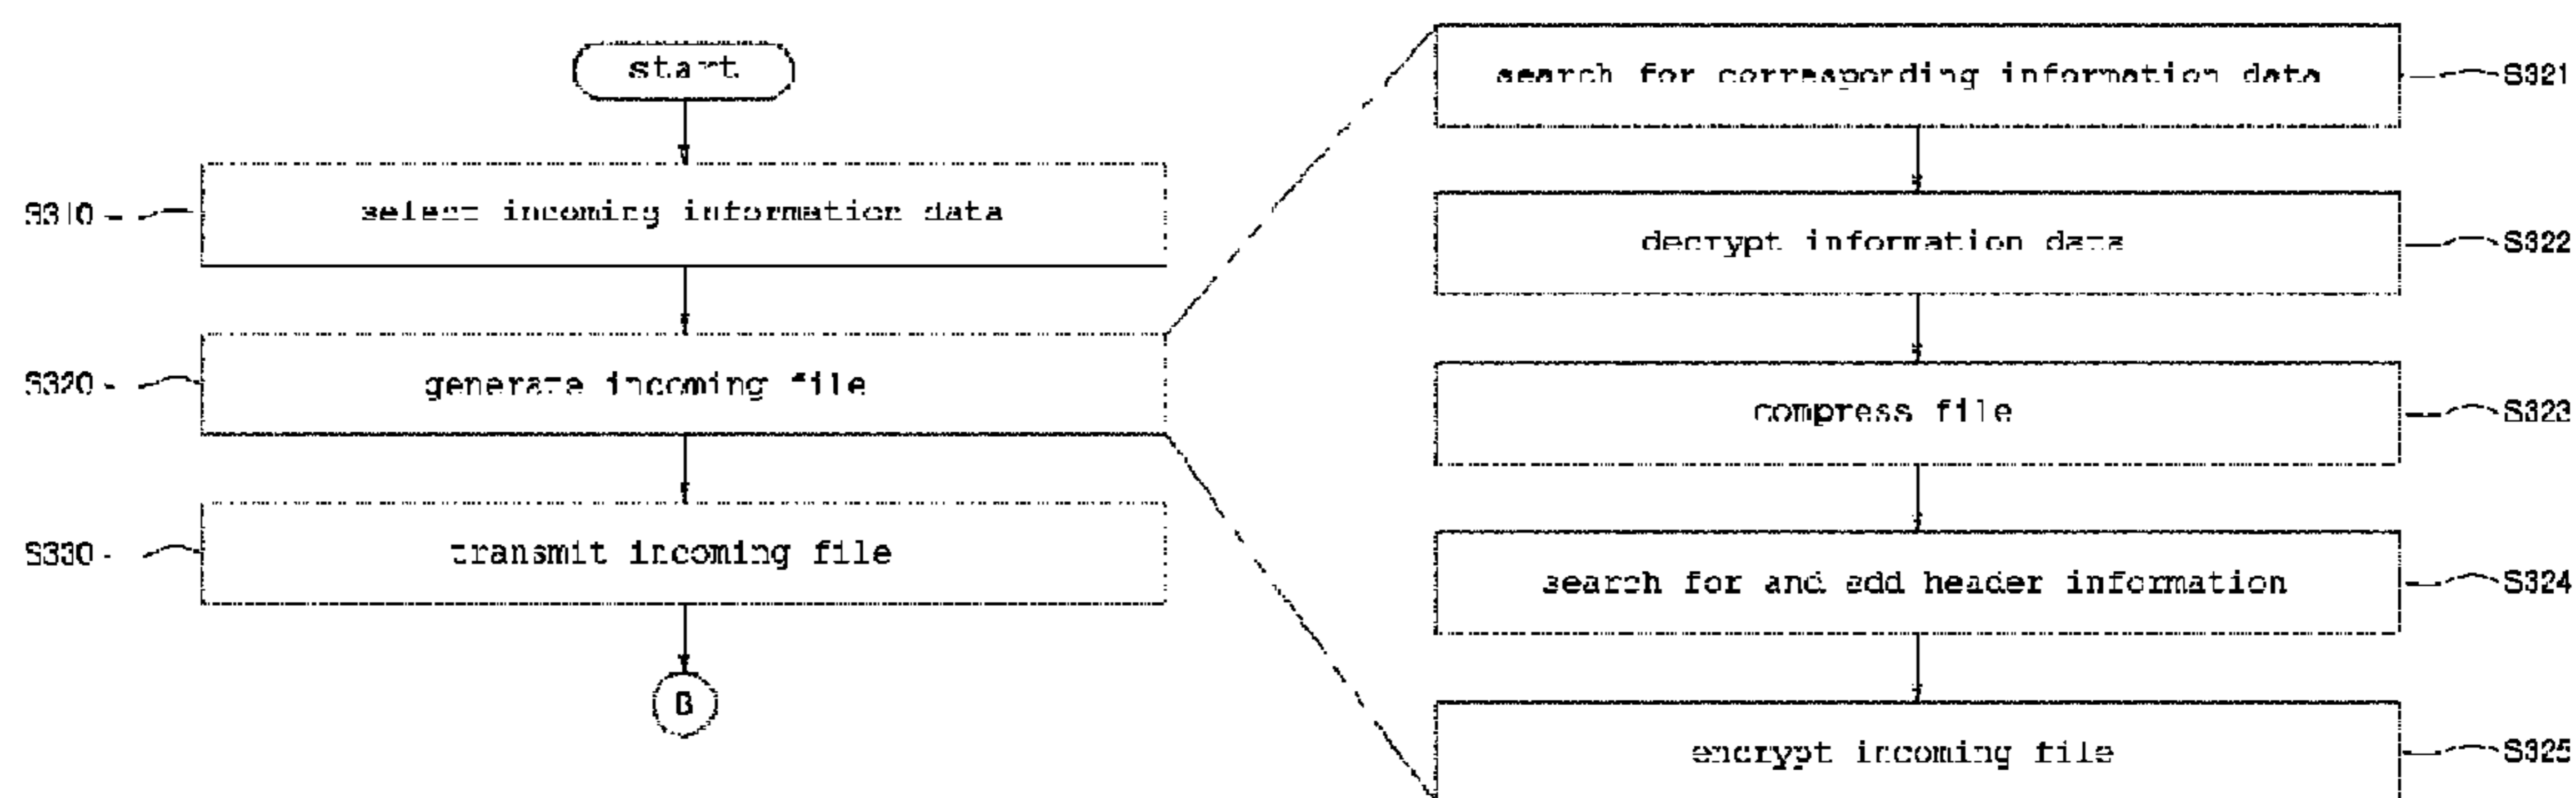 start
S310
select incoming information data
S320
generate incoming file
S330
transmit incoming file
B
search for corresponding information data
S321
decrypt information data
S322
compress file
S323
search for and add header information
S324
encrypt incoming file
S325